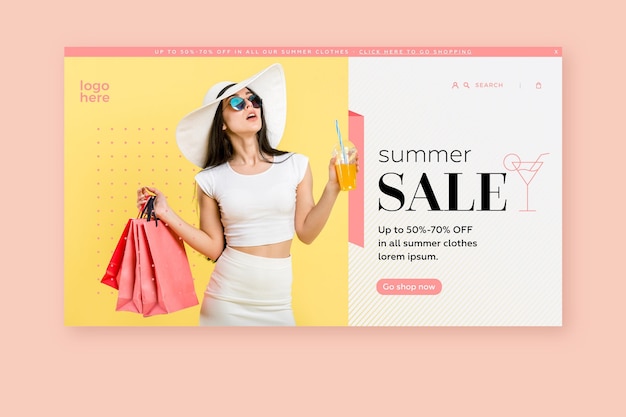 UP TO 50%-70% OFF IN ALL OUR SUMMER CLOTHES - CLICK HERE TO GO SHOPPING
X
logo
here
SEARCH
summer
SALE
Up to 50%-70% OFF
in all summer clothes
lorem ipsum.
Go shop now